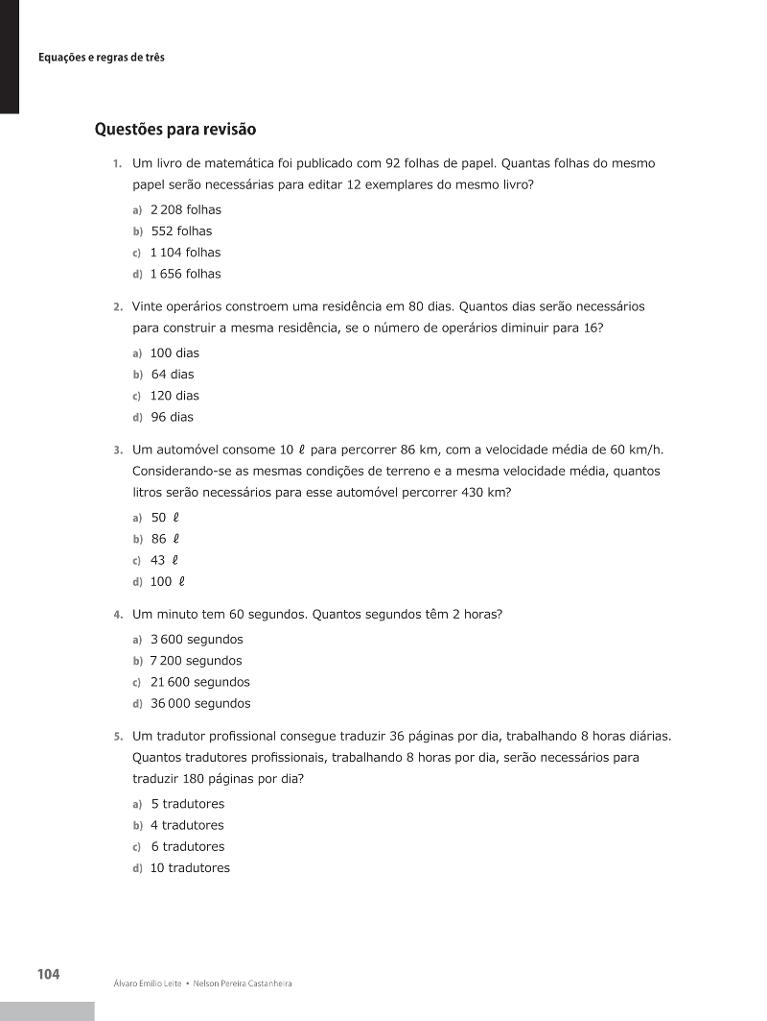 Equações e regras de três
Questões para revisão
1. Um livro de matemática foi publicado com 92 folhas de papel. Quantas folhas do mesmo
papel serão necessárias para editar 12 exemplares do mesmo livro?
a) 2 208 folhas
b) 552 folhas
c) 1 104 folhas
d) 1 656 folhas
2. Vinte operários constroem uma residência em 80 dias. Quantos dias serão necessários
para construir a mesma residência, se o número de operários diminuir para 16?
a) 100 dias
b) 64 dias
c) 120 dias
d) 96 dias
3. Um automóvel consome 10 ℓ para percorrer 86 km, com a velocidade média de 60 km/h.
Considerando-se as mesmas condições de terreno e a mesma velocidade média, quantos
litros serão necessários para esse automóvel percorrer 430 km?
a) 50 ℓ
b) 86 ℓ
c) 43 ℓ
d) 100 ℓ
4. Um minuto tem 60 segundos. Quantos segundos têm 2 horas?
a) 3 600 segundos
b) 7 200 segundos
c) 21 600 segundos
d) 36 000 segundos
5. Um tradutor profissional consegue traduzir 36 páginas por dia, trabalhando 8 horas diárias.
Quantos tradutores profissionais, trabalhando 8 horas por dia, serão necessários para
traduzir 180 páginas por dia?
a) 5 tradutores
b) 4 tradutores
c) 6 tradutores
d) 10 tradutores
104
Álvaro Emílio Leite • Nelson Pereira Castanheira